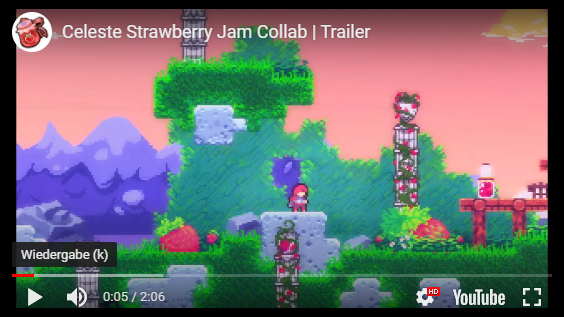 Celeste Strawberry Jam Collab | Trailer
Wiedergabe (k)
0:05 / 2:06
HD
YouTube